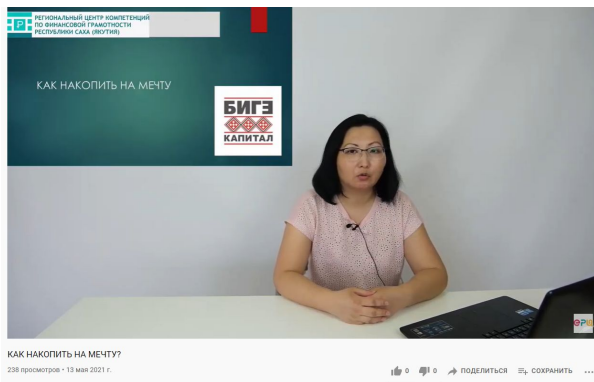 РЕГИОНАЛЬНЫЙ ЦЕНТР КОМПЕТЕНЦИЙ
ПО ФИНАНСОВОЙ ГРАМОТНОСТИ
РЕСПУБЛИКИ САХА (ЯКУТИЯ)
КАК НАКОПИТЬ НА МЕЧТУ
БИГЭ
КАПИТАЛ
КАК НАКОПИТЬ НА МЕЧТУ?
238 просмотров • 13 мая 2021 г.
0
0
ПОДЕЛИТЬСЯ
СОХРАНИТЬ